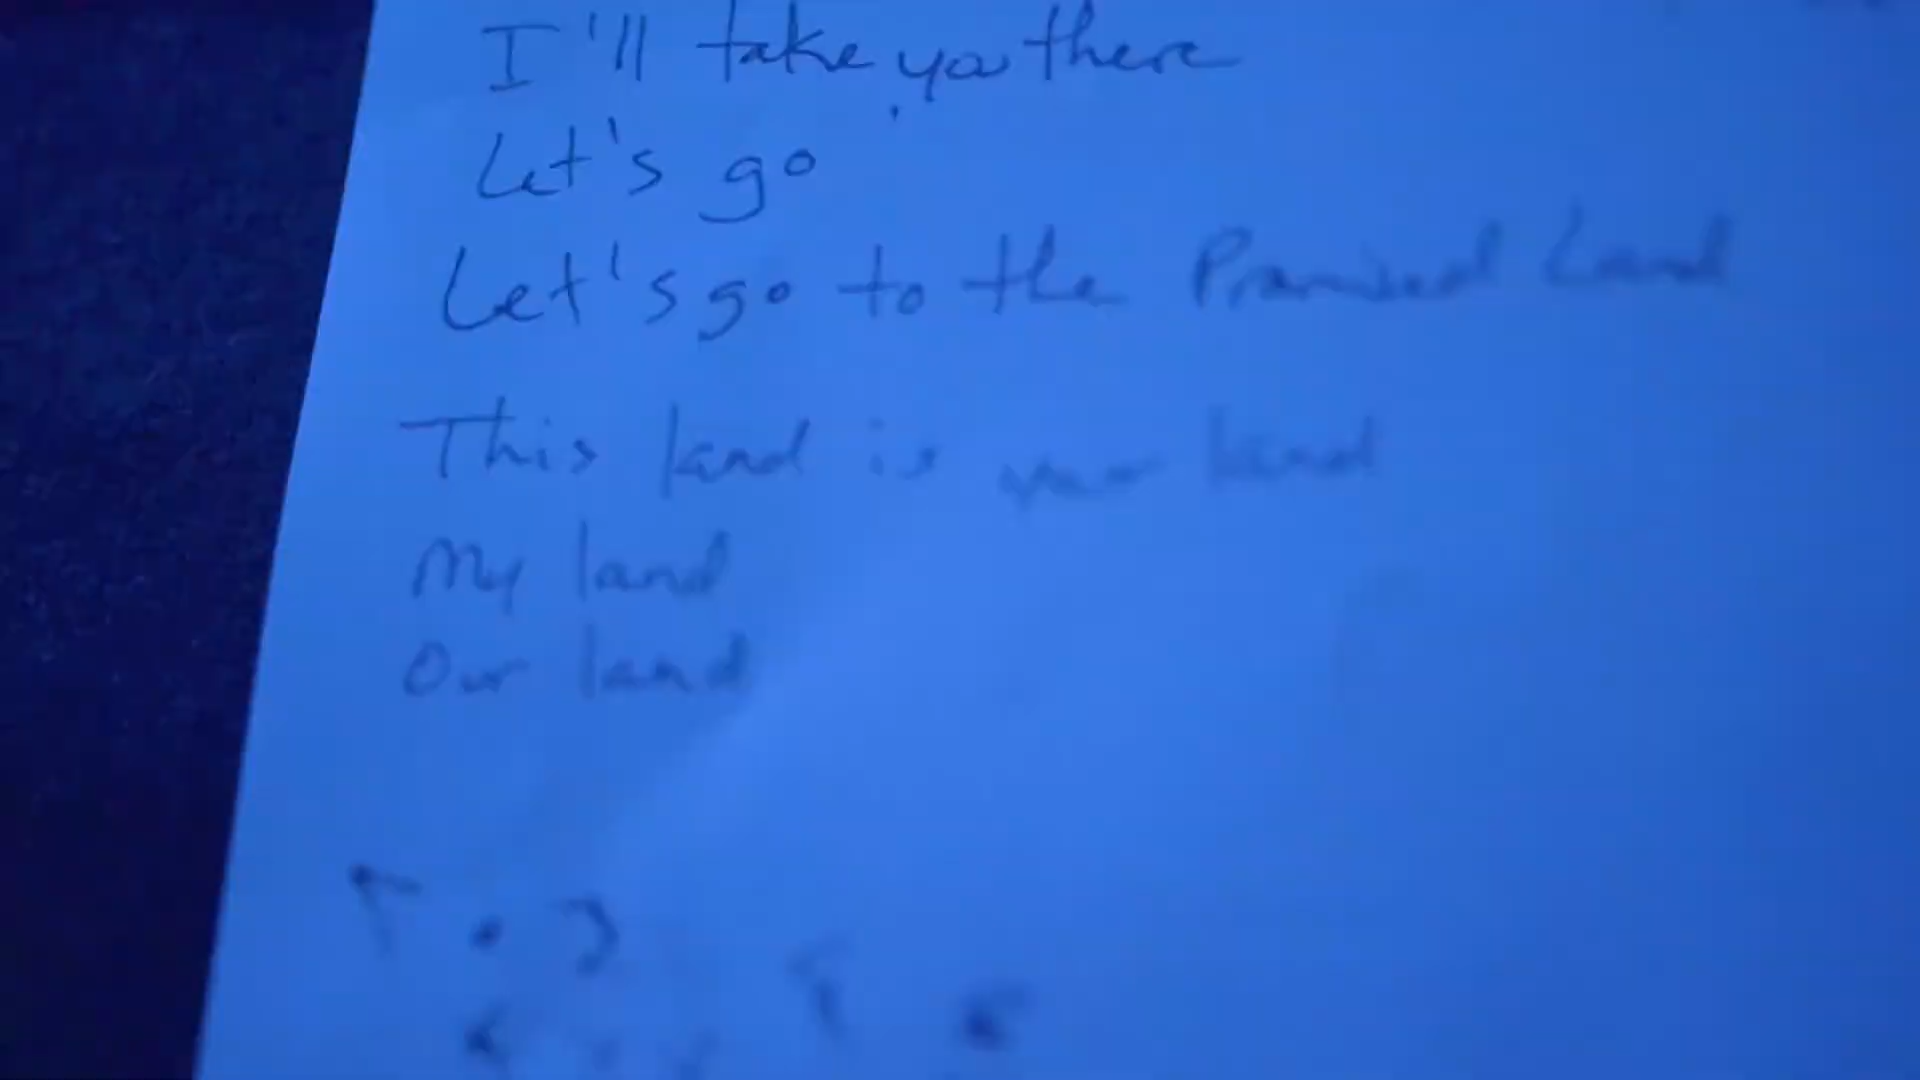 I'll take you there
Let's go
Let's go to the Promised Land
This land is your land
My land
Our land